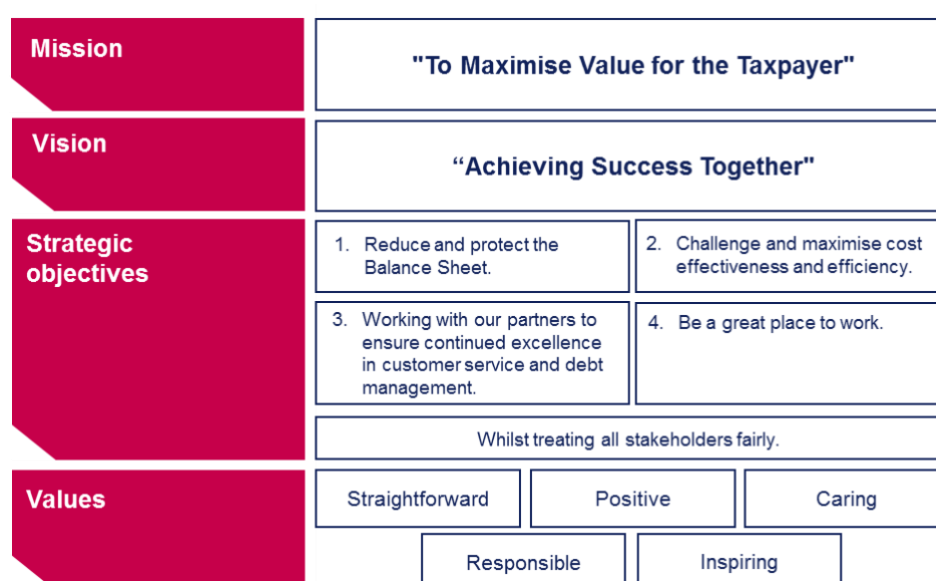 Mission
"To Maximise Value for the Taxpayer"
Vision
“Achieving Success Together"
Strategic
objectives
1. Reduce and protect the
Balance Sheet.
2. Challenge and maximise cost
effectiveness and efficiency.
3. Working with our partners to
ensure continued excellence
in customer service and debt
management.
4. Be a great place to work.
Whilst treating all stakeholders fairly.
Values
Straightforward
Positive
Caring
Responsible
Inspiring